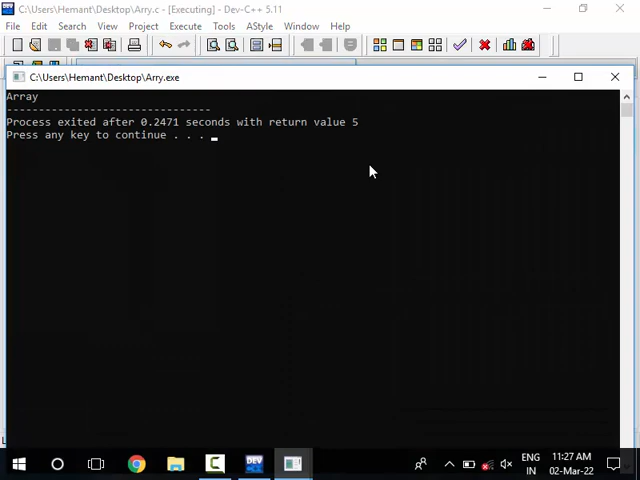 C:\Users\Hemant\Desktop\Arry.c - [Executing] - Dev-C++ 5.11
File Edit Search View Project Execute Tools AStyle Window Help
C:\Users\Hemant\Desktop\Arry.exe
Array
--------------------------------
Process exited after 0.2471 seconds with return value 5
Press any key to continue . . .
DEV
ENG
IN
11:27 AM
02-Mar-22